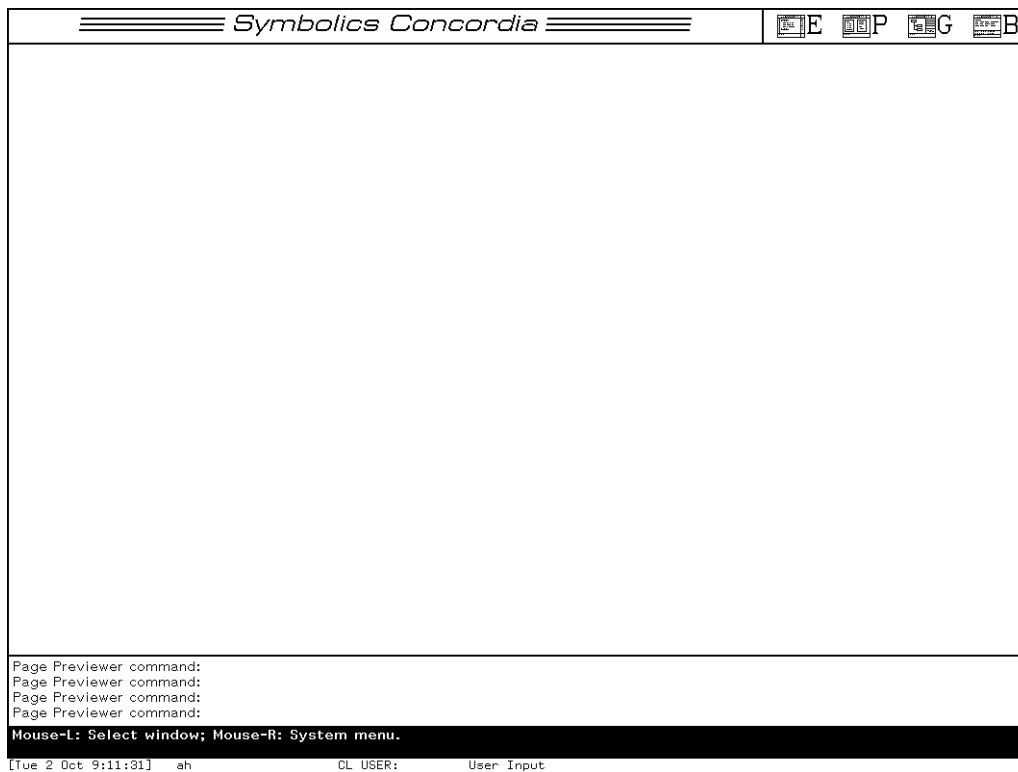 Symbolics Concordia E P G B
Page Previewer command:
Page Previewer command:
Page Previewer command:
Page Previewer command:
Mouse-L: Select window; Mouse-R: System menu.
[Tue 2 Oct 9:11:31] ah CL USER: User Input